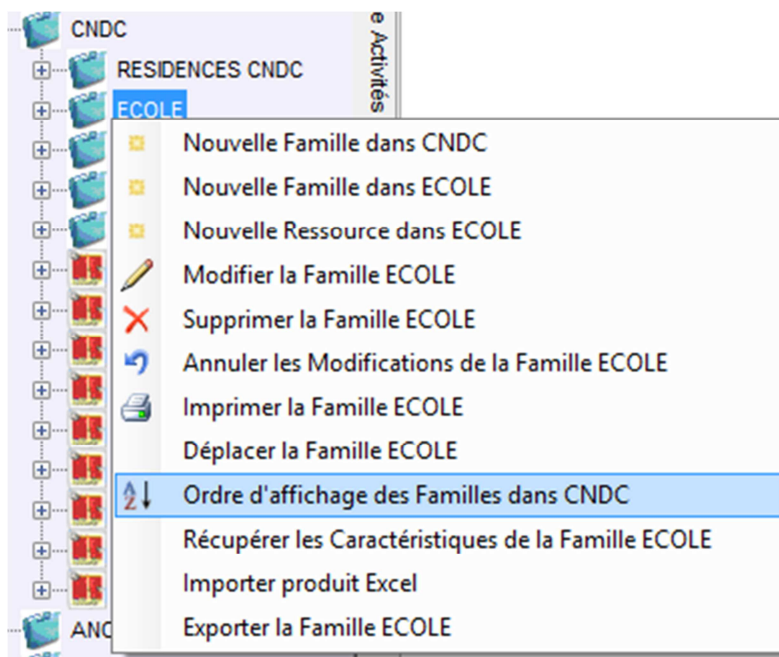 CNDC
RESIDENCES CNDC
ECOLE
e Activités
Nouvelle Famille dans CNDC
Nouvelle Famille dans ECOLE
Nouvelle Ressource dans ECOLE
Modifier la Famille ECOLE
Supprimer la Famille ECOLE
Annuler les Modifications de la Famille ECOLE
Imprimer la Famille ECOLE
Déplacer la Famille ECOLE
Ordre d'affichage des Familles dans CNDC
Récupérer les Caractéristiques de la Famille ECOLE
Importer produit Excel
Exporter la Famille ECOLE
ANC